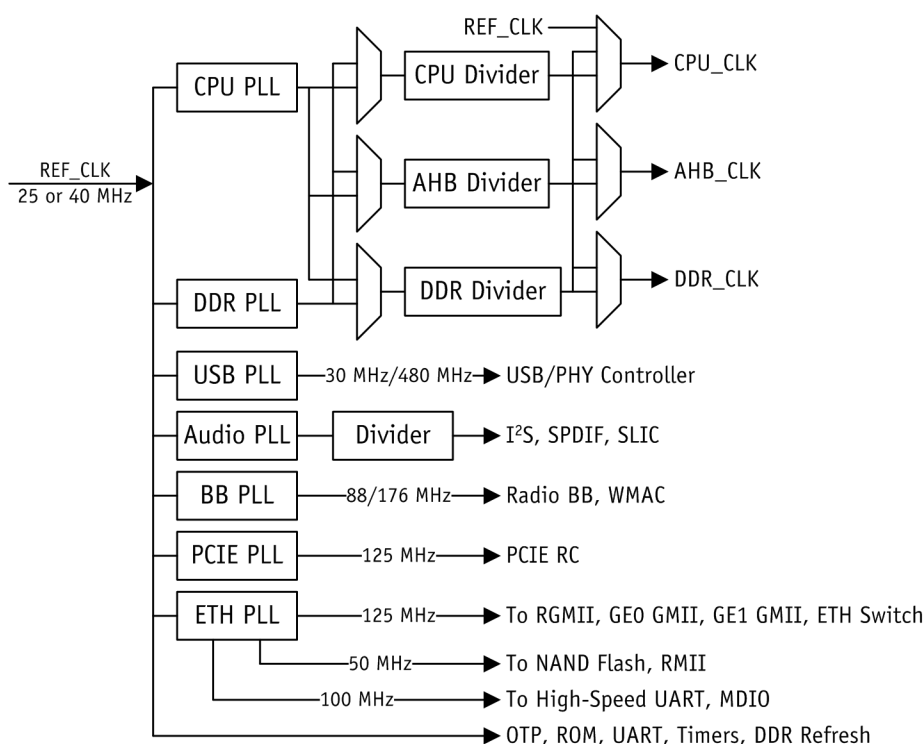 REF_CLK
CPU PLL
CPU Divider
CPU_CLK
REF_CLK
25 or 40 MHz
AHB Divider
AHB_CLK
DDR PLL
DDR Divider
DDR_CLK
USB PLL
30 MHz/480 MHz
USB/PHY Controller
Audio PLL
Divider
I²S, SPDIF, SLIC
BB PLL
88/176 MHz
Radio BB, WMAC
PCIE PLL
125 MHz
PCIE RC
ETH PLL
125 MHz
To RGMII, GE0 GMII, GE1 GMII, ETH Switch
50 MHz
To NAND Flash, RMII
100 MHz
To High-Speed UART, MDIO
OTP, ROM, UART, Timers, DDR Refresh